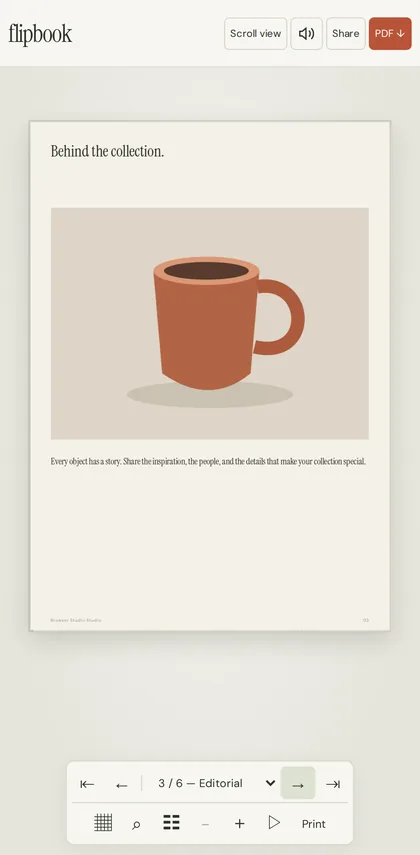 flipbook
Scroll view
Share
PDF ↓
Behind the collection.
Every object has a story. Share the inspiration, the people, and the details that make your collection special.
03
3 / 6 — Editorial
Print